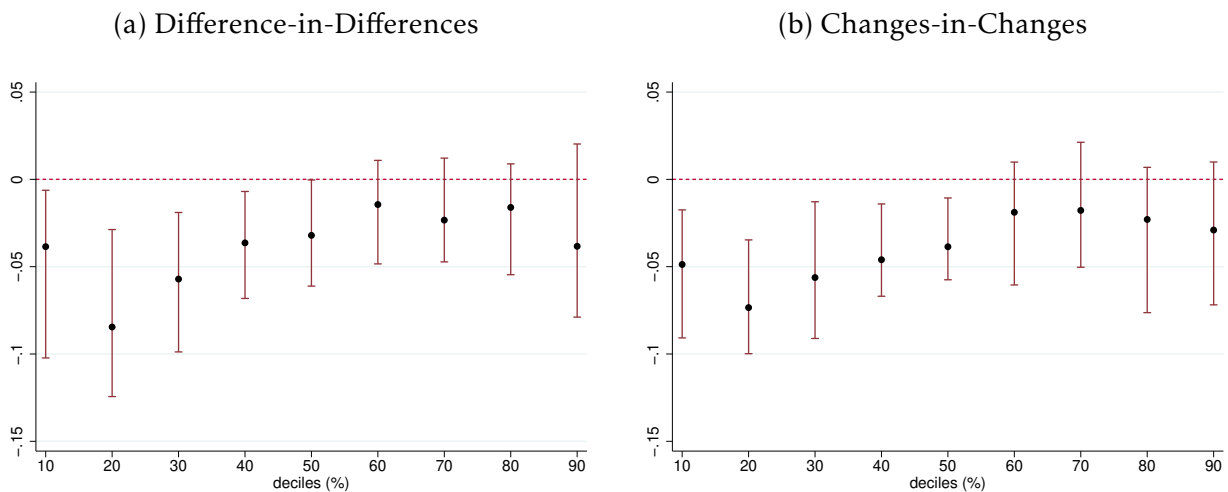 (a) Difference-in-Differences
.05
0
-.05
-.1
-.15
10 20 30 40 50 60 70 80 90
deciles (%)
(b) Changes-in-Changes
.05
0
-.05
-.1
-.15
10 20 30 40 50 60 70 80 90
deciles (%)